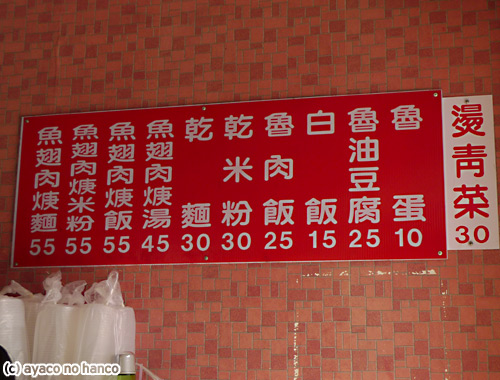 燙青菜 30
魯蛋 10
魯油豆腐 25
白飯 15
魯肉飯 25
乾米粉 30
乾麵 30
魚翅肉焿湯 45
魚翅肉焿飯 55
魚翅肉焿米粉 55
魚翅肉焿麵 55
(c) ayaco no hanco